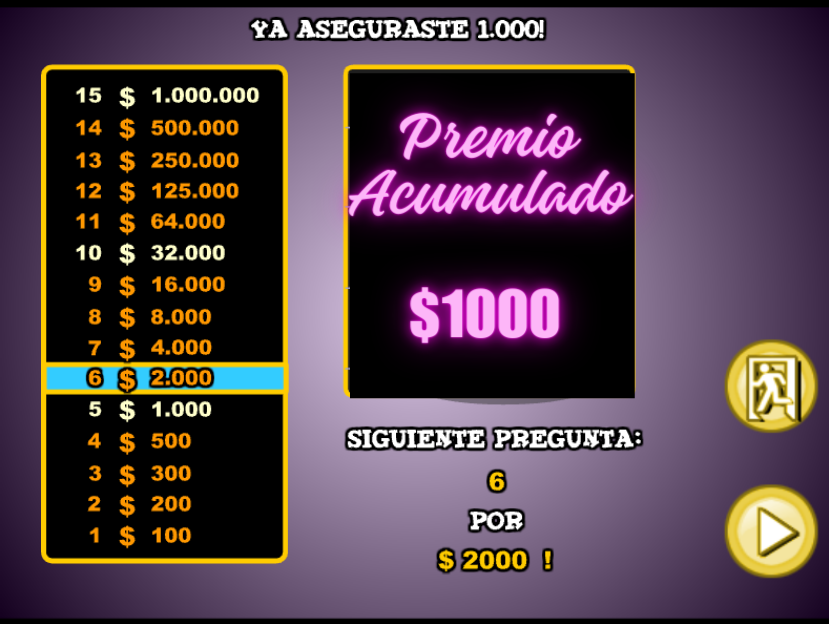 YA ASEGURASTE 1.000!
15 $ 1.000.000
14 $ 500.000
13 $ 250.000
12 $ 125.000
11 $ 64.000
10 $ 32.000
9 $ 16.000
8 $ 8.000
7 $ 4.000
6 $ 2.000
5 $ 1.000
4 $ 500
3 $ 300
2 $ 200
1 $ 100
Premio
Acumulado
$1000
SIGUIENTE PREGUNTA:
6
POR
$ 2000 !